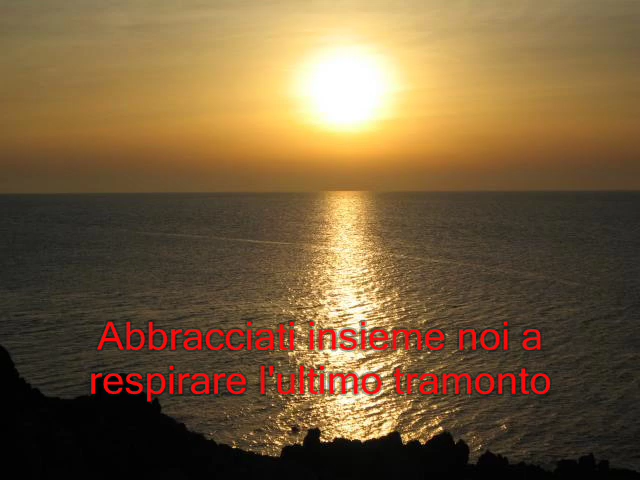 Abbracciati insieme noi a
respirare l'ultimo tramonto